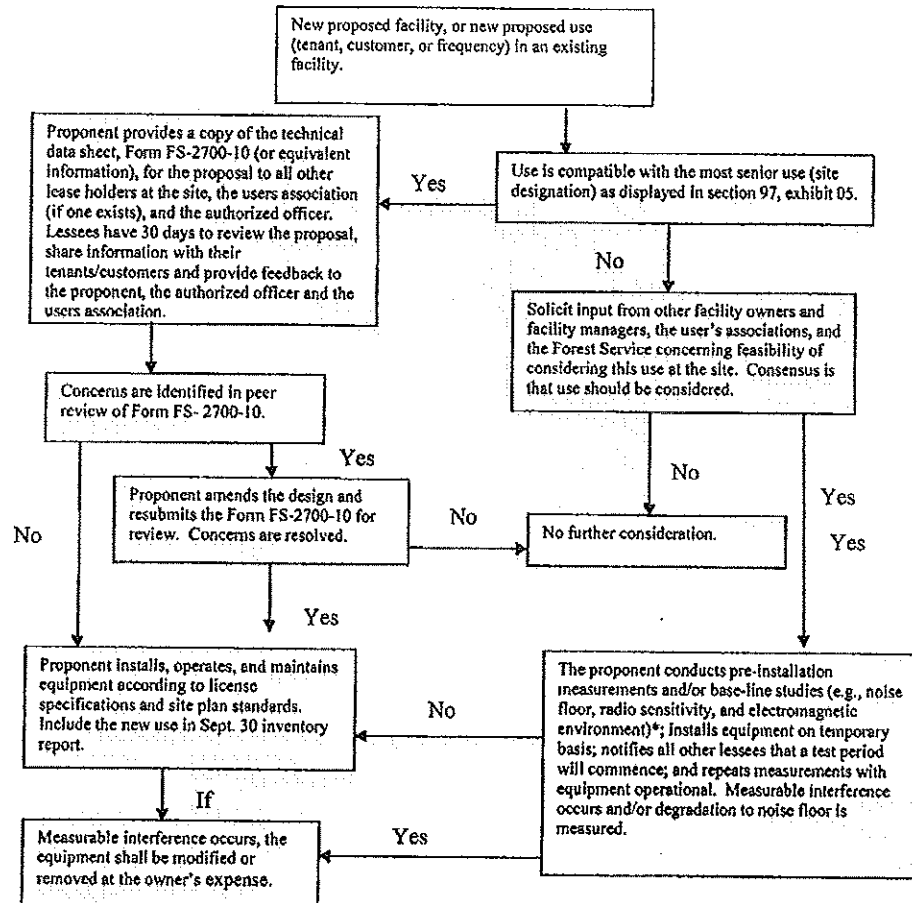 New proposed facility, or new proposed use
(tenant, customer, or frequency) in an existing
facility.
Proponent provides a copy of the technical
data sheet, Form FS-2700-10 (or equivalent
information), for the proposal to all other
lease holders at the site, the users association
(if one exists), and the authorized officer.
Lessees have 30 days to review the proposal,
share information with their
tenants/customers and provide feedback to
the proponent, the authorized officer and the
users association.
Yes
Use is compatible with the most senior use (site
designation) as displayed in section 97, exhibit 05.
No
Solicit input from other facility owners and
facility managers, the user's associations, and
the Forest Service concerning feasibility of
considering this use at the site. Consensus is
that use should be considered.
Concerns are identified in peer
review of Form FS- 2700-10.
Yes
No
Yes
No
Proponent amends the design and
resubmits the Form FS-2700-10 for
review. Concerns are resolved.
No
No further consideration.
Yes
Yes
Proponent installs, operates, and maintains
equipment according to license
specifications and site plan standards.
Include the new use in Sept. 30 inventory
report.
No
The proponent conducts pre-installation
measurements and/or base-line studies (e.g., noise
floor, radio sensitivity, and electromagnetic
environment)*; installs equipment on temporary
basis; notifies all other lessees that a test period
will commence; and repeats measurements with
equipment operational. Measurable interference
occurs and/or degradation to noise floor is
measured.
If
Measurable interference occurs, the
equipment shall be modified or
removed at the owner's expense.
Yes